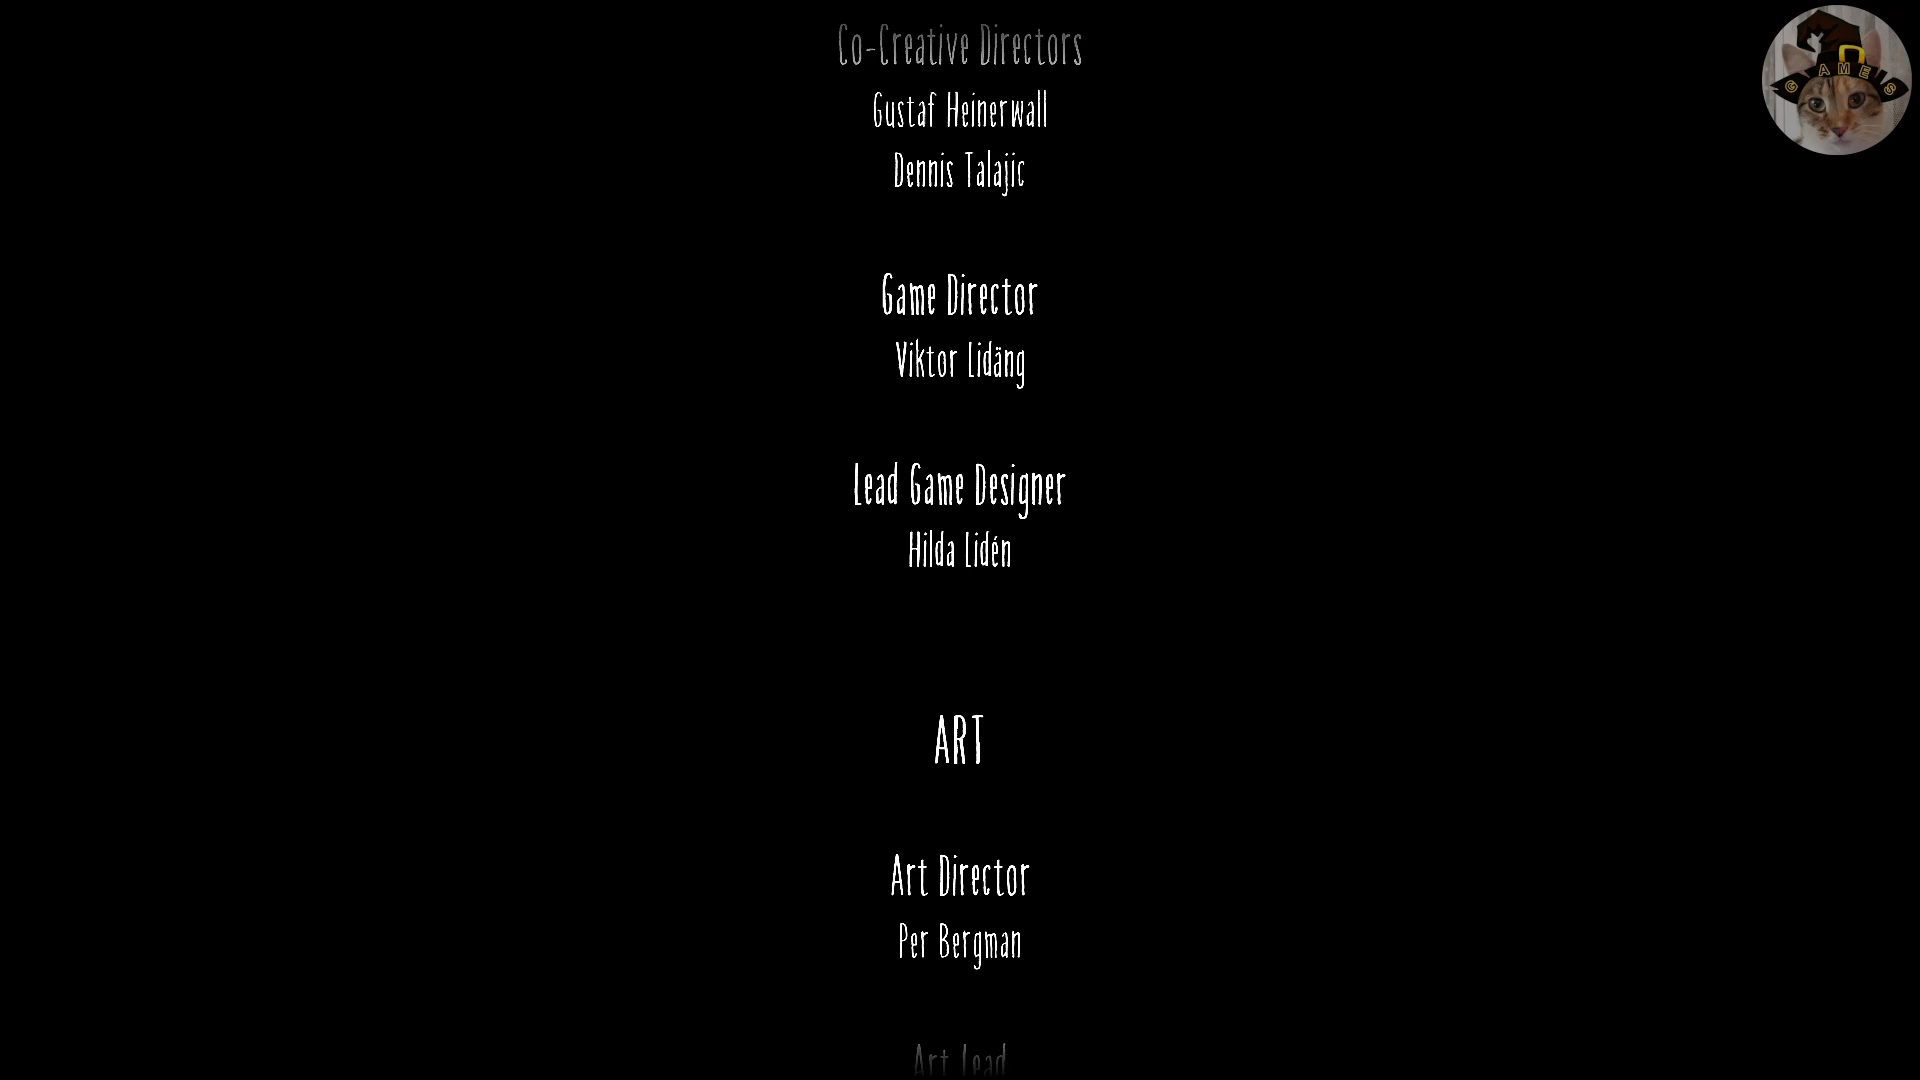 Co-Creative Directors
GAMES
Gustaf Heinerwall
Dennis Talajic
Game Director
Viktor Lidäng
Lead Game Designer
Hilda Lidén
ART
Art Director
Per Bergman
Art Lead